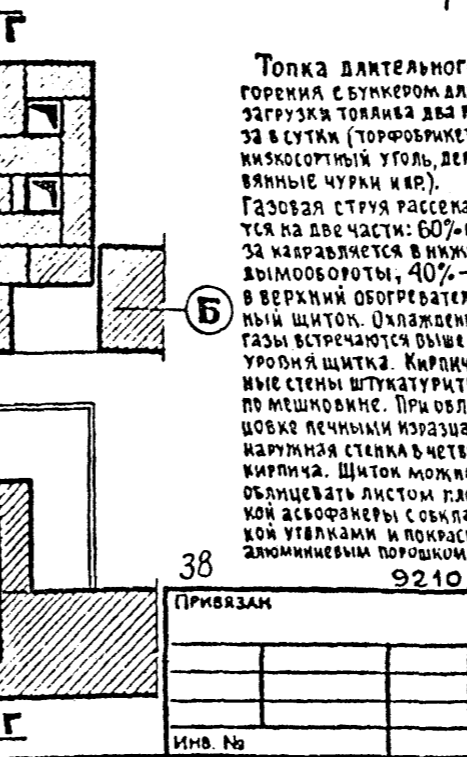 Г
Топка длительног
горения с бункером дл
загрузки топлива два р
за в сутки (торфобрике
низкосортный уголь, дер
вянные чурки и др.).
Газовая струя рассека
тся на две части: 60% г
за направляется в ниж
дымообороты, 40% –
в верхний обогревател
ный щиток. Охлажденн
газы встречаются выше
уровня щитка. Кирпич
ные стены штукатурит
по мешковине. При обл
цовке печными изразца
наружная стенка в четв
кирпича. Щиток можн
облицевать листом пло
кой асбофанеры с обкла
кой уголками и покрас
алюминиевым порошком
Б
38
9210
Привязан
Инв. №
Г